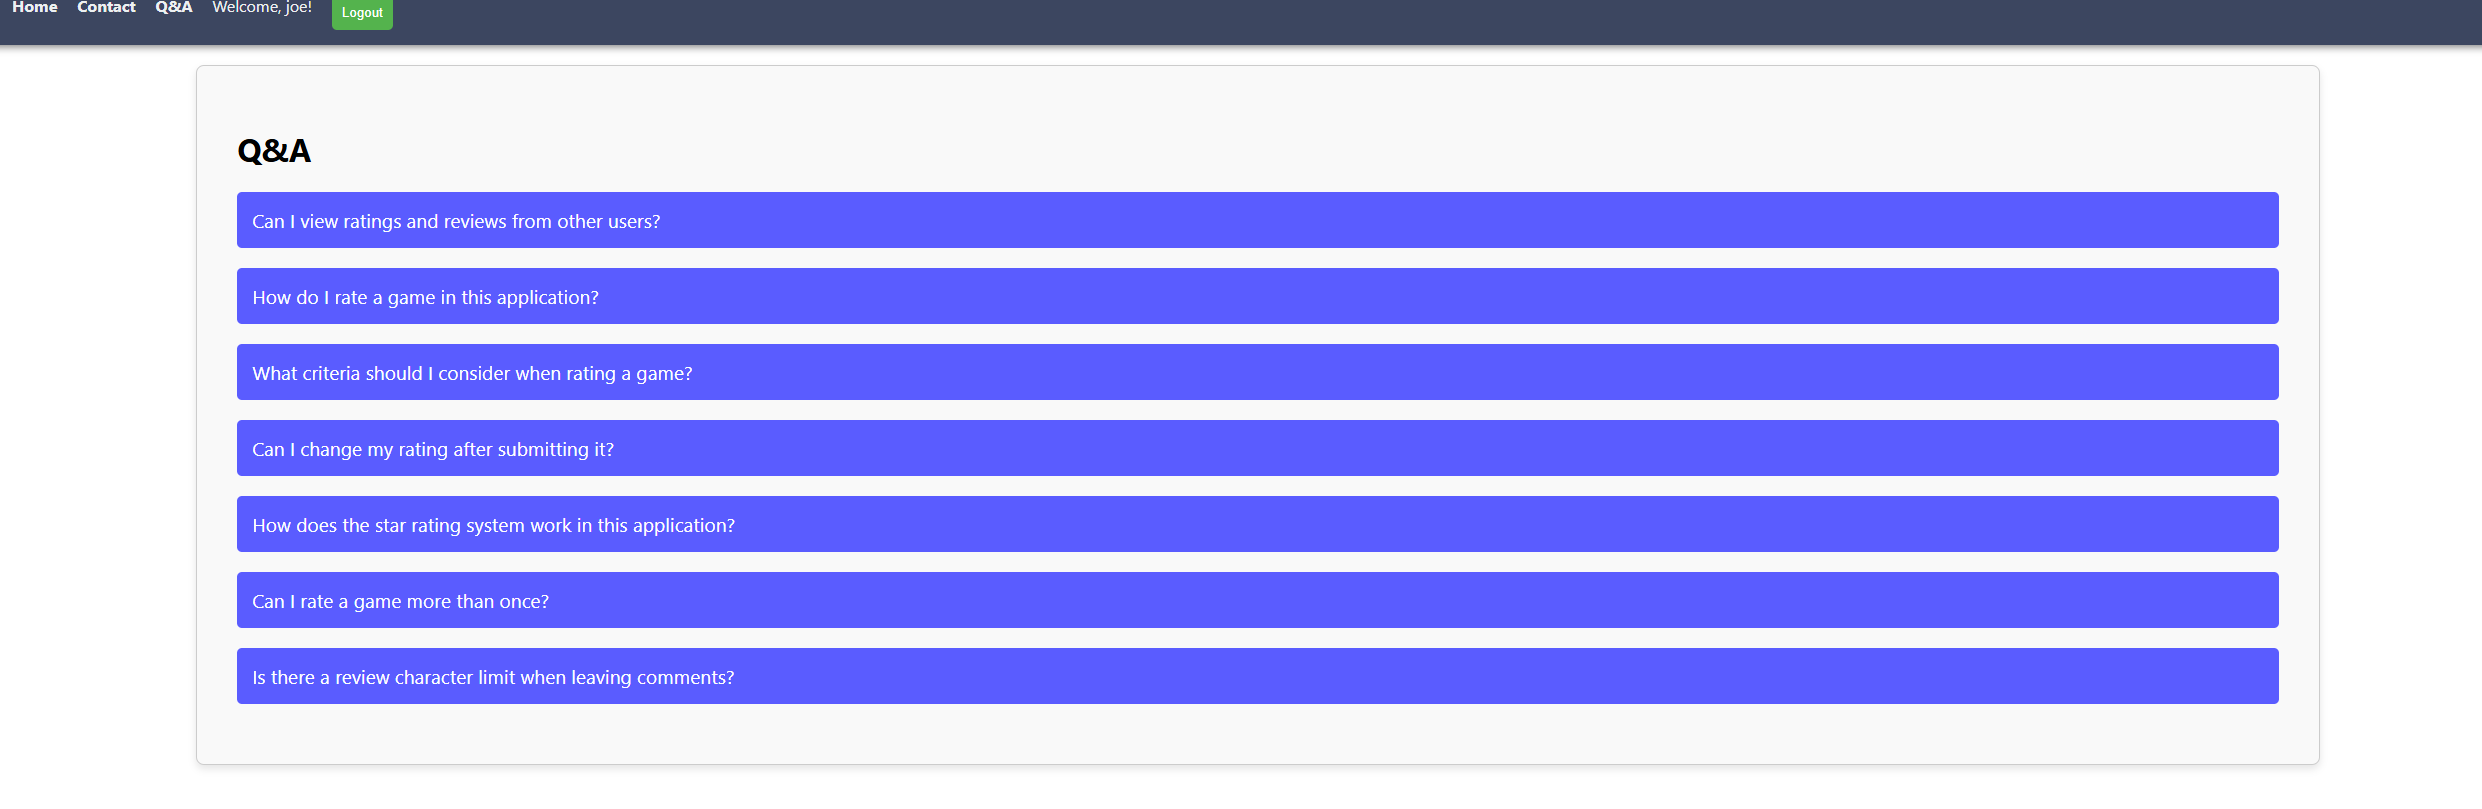 Home Contact Q&A Welcome, joe! Logout
Q&A
Can I view ratings and reviews from other users?
How do I rate a game in this application?
What criteria should I consider when rating a game?
Can I change my rating after submitting it?
How does the star rating system work in this application?
Can I rate a game more than once?
Is there a review character limit when leaving comments?